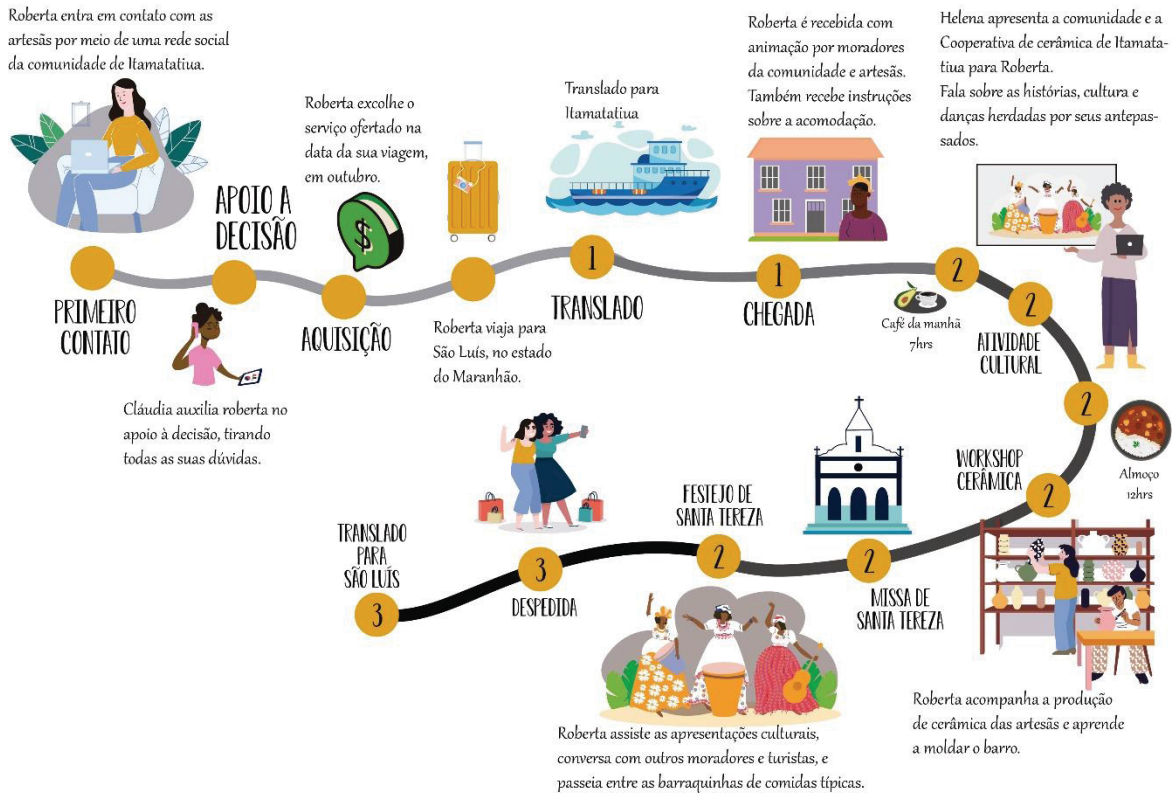 Roberta entra em contato com as
artesãs por meio de uma rede social
da comunidade de Itamatatiua.
PRIMEIRO
CONTATO
APOIO A
DECISÃO
Cláudia auxilia roberta no
apoio à decisão, tirando
todas as suas dúvidas.
Roberta excolhe o
serviço ofertado na
data da sua viagem,
em outubro.
$
AQUISIÇÃO
Roberta viaja para
São Luís, no estado
do Maranhão.
Translado para
Itamatatiua
1
TRANSLADO
Roberta é recebida com
animação por moradores
da comunidade e artesãs.
Também recebe instruções
sobre a acomodação.
1
CHEGADA
2
Café da manhã
7hrs
Helena apresenta a comunidade e a
Cooperativa de cerâmica de Itamata-
tiua para Roberta.
Fala sobre as histórias, cultura e
danças herdadas por seus antepas-
sados.
2
ATIVIDADE
CULTURAL
2
Almoço
12hrs
WORKSHOP
CERÂMICA
2
Roberta acompanha a produção
de cerâmica das artesãs e aprende
a moldar o barro.
2
MISSA DE
SANTA TEREZA
FESTEJO DE
SANTA TEREZA
2
Roberta assiste as apresentações culturais,
conversa com outros moradores e turistas, e
passeia entre as barraquinhas de comidas típicas.
3
DESPEDIDA
TRANSLADO
PARA
SÃO LUÍS
3